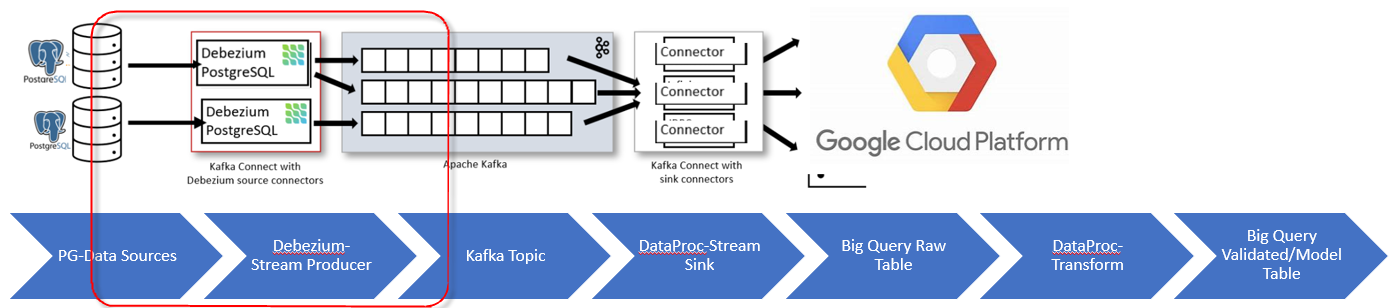 PostgreSQL
PostgreSQL
Debezium
PostgreSQL
Debezium
PostgreSQL
Kafka Connect with
Debezium source connectors
Apache Kafka
Connector
Connector
Connector
Kafka Connect with
sink connectors
Google Cloud Platform
PG-Data Sources
Debezium-
Stream Producer
Kafka Topic
DataProc-Stream
Sink
Big Query Raw
Table
DataProc-
Transform
Big Query
Validated/Model
Table